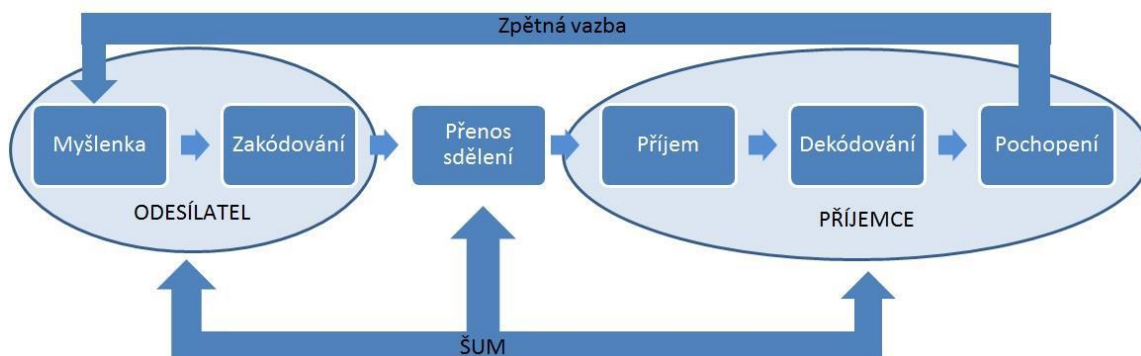 Zpětná vazba
Myšlenka
Zakódování
Přenos
sdělení
Příjem
Dekódování
Pochopení
ODESÍLATEL
PŘÍJEMCE
ŠUM